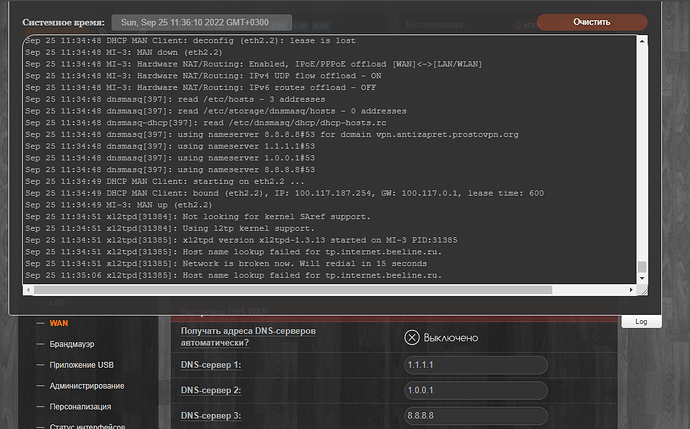 Системное время:
Sun, Sep 25 11:36:10 2022 GMT+0300
Очистить
Sep 25 11:34:48 DHCP MAN Client: deconfig (eth2.2): lease is lost
Sep 25 11:34:48 MI-3: MAN down (eth2.2)
Sep 25 11:34:48 MI-3: Hardware NAT/Routing: Enabled, IPoE/PPPoE offload [WAN]<->[LAN/WLAN]
Sep 25 11:34:48 MI-3: Hardware NAT/Routing: IPv4 UDP flow offload - ON
Sep 25 11:34:48 MI-3: Hardware NAT/Routing: IPv6 routes offload - OFF
Sep 25 11:34:48 dnsmasq[397]: read /etc/hosts - 3 addresses
Sep 25 11:34:48 dnsmasq[397]: read /etc/storage/dnsmasq/hosts - 0 addresses
Sep 25 11:34:48 dnsmasq-dhcp[397]: read /etc/dnsmasq/dhcp/dhcp-hosts.rc
Sep 25 11:34:48 dnsmasq[397]: using nameserver 8.8.8.8#53 for domain vpn.antizapret.prostovpn.org
Sep 25 11:34:48 dnsmasq[397]: using nameserver 1.1.1.1#53
Sep 25 11:34:48 dnsmasq[397]: using nameserver 1.0.0.1#53
Sep 25 11:34:48 dnsmasq[397]: using nameserver 8.8.8.8#53
Sep 25 11:34:49 DHCP MAN Client: starting on eth2.2 ...
Sep 25 11:34:49 DHCP MAN Client: bound (eth2.2), IP: 100.117.187.254, GW: 100.117.0.1, lease time: 600
Sep 25 11:34:49 MI-3: MAN up (eth2.2)
Sep 25 11:34:51 xl2tpd[31384]: Not looking for kernel SAref support.
Sep 25 11:34:51 xl2tpd[31384]: Using l2tp kernel support.
Sep 25 11:34:51 xl2tpd[31385]: xl2tpd version xl2tpd-1.3.13 started on MI-3 PID:31385
Sep 25 11:34:51 xl2tpd[31385]: Host name lookup failed for tp.internet.beeline.ru.
Sep 25 11:34:51 xl2tpd[31385]: Network is broken now. Will redial in 15 seconds
Sep 25 11:35:06 xl2tpd[31385]: Host name lookup failed for tp.internet.beeline.ru.
Log
LAN
WAN
Брандмауэр
Приложение USB
Администрирование
Персонализация
Статус интерфейсов
Получать адреса DNS-серверов автоматически?
Выключено
DNS-сервер 1:
1.1.1.1
DNS-сервер 2:
1.0.0.1
DNS-сервер 3:
8.8.8.8